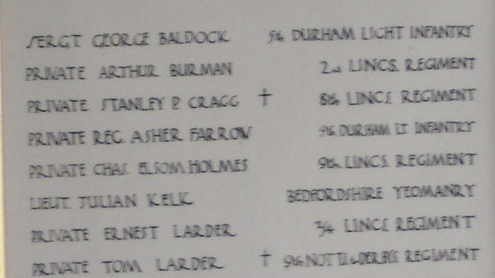 SERGT GEORGE BALDOCK 5th DURHAM LIGHT INFANTRY
PRIVATE ARTHUR BURMAN 2nd LINCS. REGIMENT
PRIVATE STANLEY P. CRAGG † 8th LINCS. REGIMENT
PRIVATE REG. ASHER FARROW 9th DURHAM LT. INFANTRY
PRIVATE CHAS. ELSOM HOLMES 9th LINCS. REGIMENT
LIEUT. TULIAN KELK BEDFORDSHIRE YEOMANRY
PRIVATE ERNEST LARDER 3/4 LINCS REGIMENT
PRIVATE TOM LARDER † 9th NOTTS & DERBYS REGIMENT